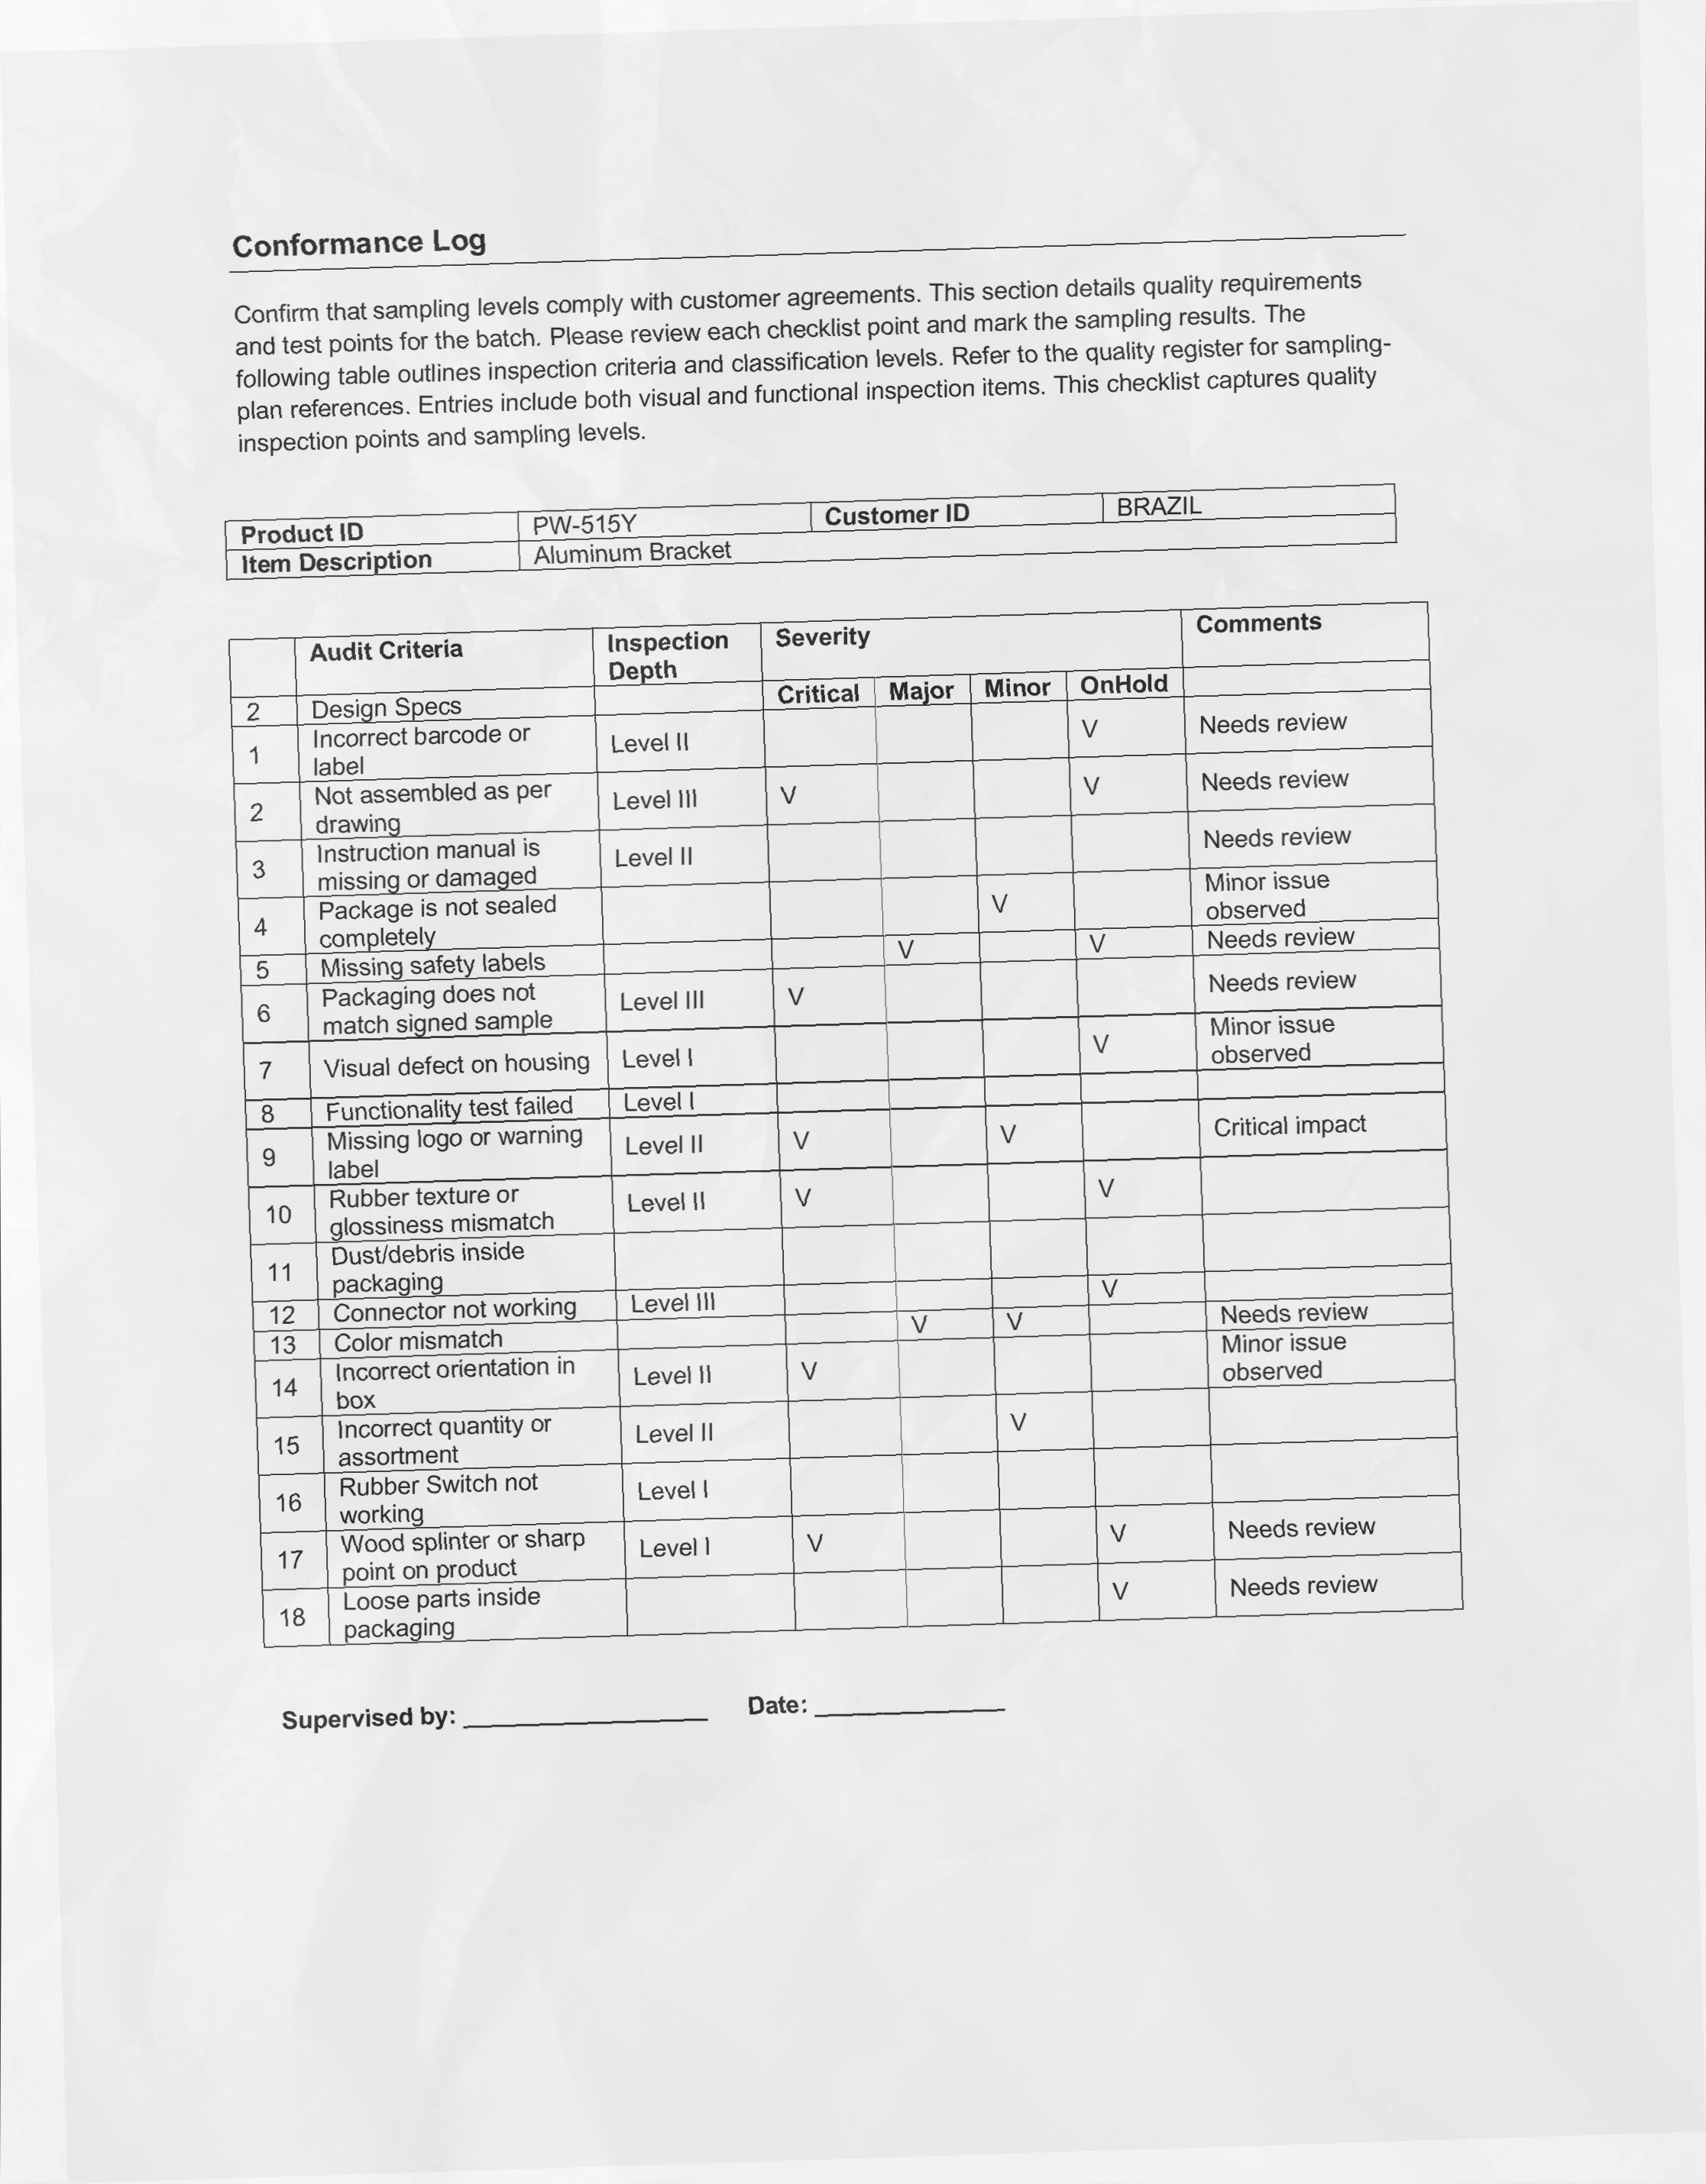 Conformance Log
Confirm that sampling levels comply with customer agreements. This section details quality requirements
and test points for the batch. Please review each checklist point and mark the sampling results. The
following table outlines inspection criteria and classification levels. Refer to the quality register for sampling-
plan references. Entries include both visual and functional inspection items. This checklist captures quality
inspection points and sampling levels.
Product ID PW-515Y Customer ID BRAZIL
Item Description Aluminum Bracket
Audit Criteria Inspection Severity Comments
Depth
2 Design Specs Critical Major Minor OnHold
1 Incorrect barcode or Level II V Needs review
label
2 Not assembled as per Level III V V Needs review
drawing
3 Instruction manual is Level II Needs review
missing or damaged
4 Package is not sealed V Minor issue
completely observed
5 Missing safety labels V V Needs review
6 Packaging does not Level III V Needs review
match signed sample
7 Visual defect on housing Level I V Minor issue
observed
8 Functionality test failed Level I
9 Missing logo or warning Level II V V Critical impact
label
10 Rubber texture or Level II V V
glossiness mismatch
11 Dust/debris inside
packaging
12 Connector not working Level III V
13 Color mismatch V V Needs review
14 Incorrect orientation in Level II V Minor issue
box observed
15 Incorrect quantity or Level II V
assortment
16 Rubber Switch not Level I
working
17 Wood splinter or sharp Level I V V Needs review
point on product
18 Loose parts inside V Needs review
packaging
Supervised by: Date: